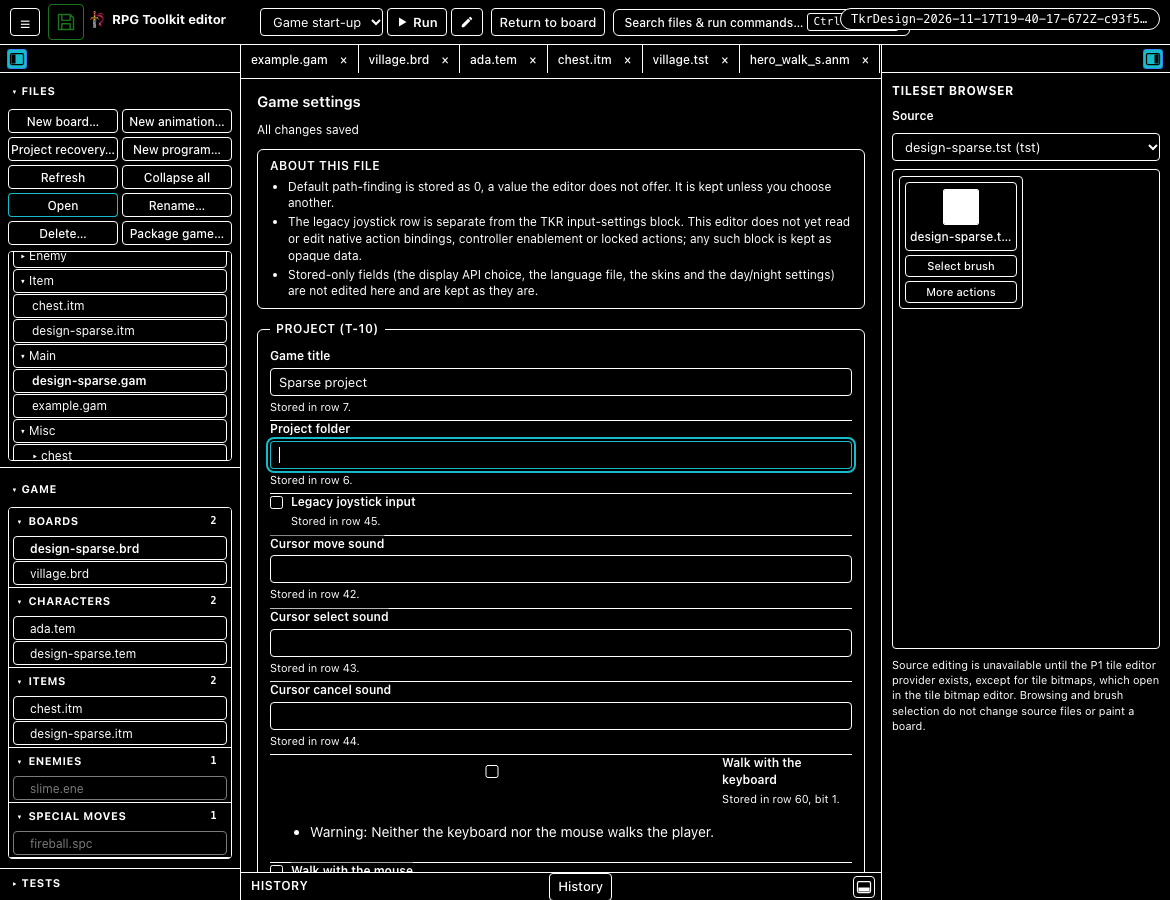 RPG Toolkit editor
Game start-up
Run
Return to board
Search files & run commands...
Ctrl
TkrDesign-2026-11-17T19-40-17-672Z-c93f5…
FILES
New board...
New animation...
Project recovery...
New program...
Refresh
Collapse all
Open
Rename...
Delete...
Package game...
Enemy
Item
chest.itm
design-sparse.itm
Main
design-sparse.gam
example.gam
Misc
chest
GAME
BOARDS 2
design-sparse.brd
village.brd
CHARACTERS 2
ada.tem
design-sparse.tem
ITEMS 2
chest.itm
design-sparse.itm
ENEMIES 1
slime.ene
SPECIAL MOVES 1
fireball.spc
TESTS
example.gam ×
village.brd ×
ada.tem ×
chest.itm ×
village.tst ×
hero_walk_s.anm ×
Game settings
All changes saved
ABOUT THIS FILE
• Default path-finding is stored as 0, a value the editor does not offer. It is kept unless you choose
another.
• The legacy joystick row is separate from the TKR input-settings block. This editor does not yet read
or edit native action bindings, controller enablement or locked actions; any such block is kept as
opaque data.
• Stored-only fields (the display API choice, the language file, the skins and the day/night settings)
are not edited here and are kept as they are.
PROJECT (T-10)
Game title
Sparse project
Stored in row 7.
Project folder
Stored in row 6.
Legacy joystick input
Stored in row 45.
Cursor move sound
Stored in row 42.
Cursor select sound
Stored in row 43.
Cursor cancel sound
Stored in row 44.
Walk with the
keyboard
Stored in row 60, bit 1.
• Warning: Neither the keyboard nor the mouse walks the player.
Walk with the mouse
HISTORY
History
TILESET BROWSER
Source
design-sparse.tst (tst)
design-sparse.t...
Select brush
More actions
Source editing is unavailable until the P1 tile editor
provider exists, except for tile bitmaps, which open
in the tile bitmap editor. Browsing and brush
selection do not change source files or paint a
board.